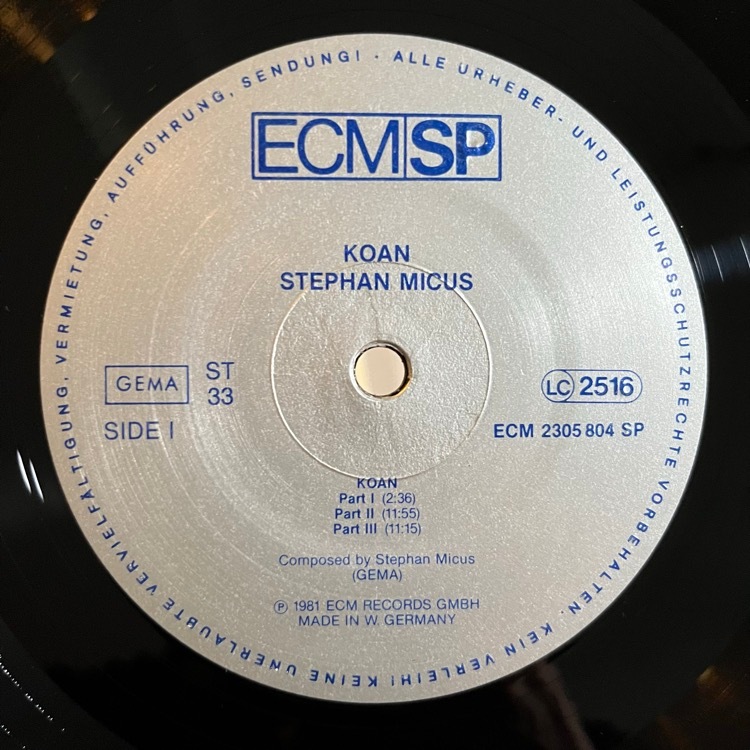 ALLE URHEBER- UND LEISTUNGSSCHUTZRECHTE VORBEHALTEN. KEIN VERLEIH! KEINE UNERLAUBTE VERVIELFÄLTIGUNG, VERMIETUNG, AUFFÜHRUNG, SENDUNG! ·
ECM SP
KOAN
STEPHAN MICUS
GEMA
ST
33
SIDE I
LC 2516
ECM 2305 804 SP
KOAN
Part I (2:36)
Part II (11:55)
Part III (11:15)
Composed by Stephan Micus
(GEMA)
℗ 1981 ECM RECORDS GMBH
MADE IN W. GERMANY